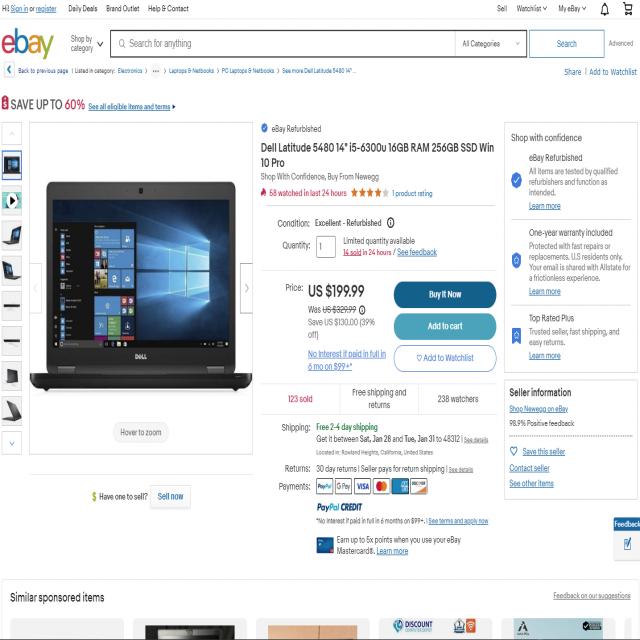 Hi! Sign in or register Daily Deals Brand Outlet Help & Contact Sell Watchlist My eBay
ebay Shop by category Search for anything All Categories Search Advanced
Back to previous page | Listed in category: Electronics > ... > Laptops & Netbooks > PC Laptops & Netbooks > See more Dell Latitude 5480 14" ... Share | Add to Watchlist
SAVE UP TO 60% See all eligible items and terms
eBay Refurbished
Dell Latitude 5480 14" i5-6300u 16GB RAM 256GB SSD Win
10 Pro
Shop With Confidence, Buy From Newegg
58 watched in last 24 hours 1 product rating
Condition: Excellent - Refurbished
Quantity: 1 Limited quantity available
14 sold in 24 hours / See feedback
Price: US $199.99
Was US $329.99
Save US $130.00 (39%
off)
No Interest if paid in full in
6 mo on $99+*
Buy It Now
Add to cart
Add to Watchlist
123 sold
Free shipping and
returns
238 watchers
Shipping: Free 2-4 day shipping
Get it between Sat, Jan 28 and Tue, Jan 31 to 48312 | See details
Located in: Rowland Heights, California, United States
Returns: 30 day returns | Seller pays for return shipping | See details
Payments: PayPal G Pay VISA MasterCard DISCOVER
PayPal CREDIT
*No Interest if paid in full in 6 months on $99+. | See terms and apply now
Earn up to 5x points when you use your eBay
Mastercard®. Learn more
DELL
Hover to zoom
Have one to sell? Sell now
Shop with confidence
eBay Refurbished
All items are tested by qualified
refurbishers and function as
intended.
Learn more
One-year warranty included
Protected with fast repairs or
replacements. U.S residents only.
Your email is shared with Allstate for
a frictionless experience.
Learn more
Top Rated Plus
Trusted seller, fast shipping, and
easy returns.
Learn more
Seller information
Shop Newegg on eBay
98.9% Positive feedback
Save this seller
Contact seller
See other items
Feedback
Similar sponsored items
Feedback on our suggestions
DISCOUNT
COMPUTER DEPOT